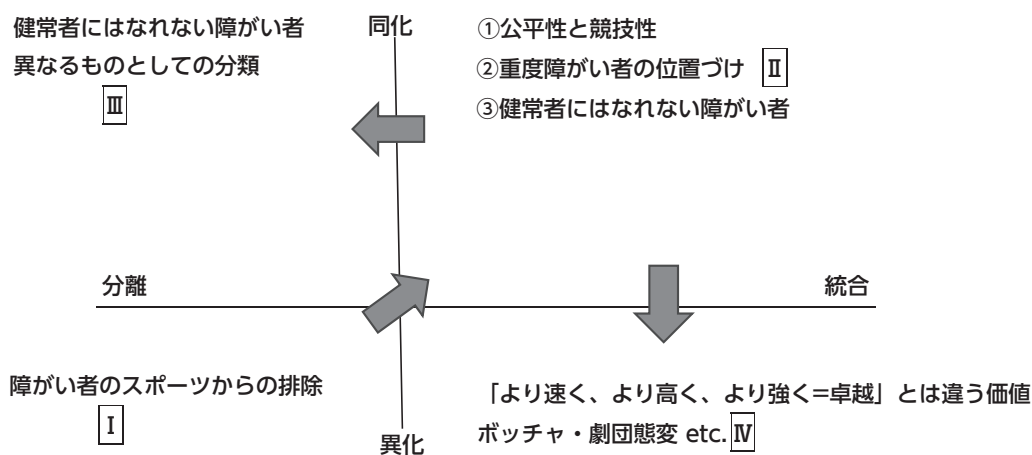 健常者にはなれない障がい者
異なるものとしての分類
Ⅲ
同化
①公平性と競技性
②重度障がい者の位置づけ Ⅱ
③健常者にはなれない障がい者
分離
統合
障がい者のスポーツからの排除
Ⅰ
異化
「より速く、より高く、より強く=卓越」とは違う価値
ボッチャ・劇団態変 etc. Ⅳ